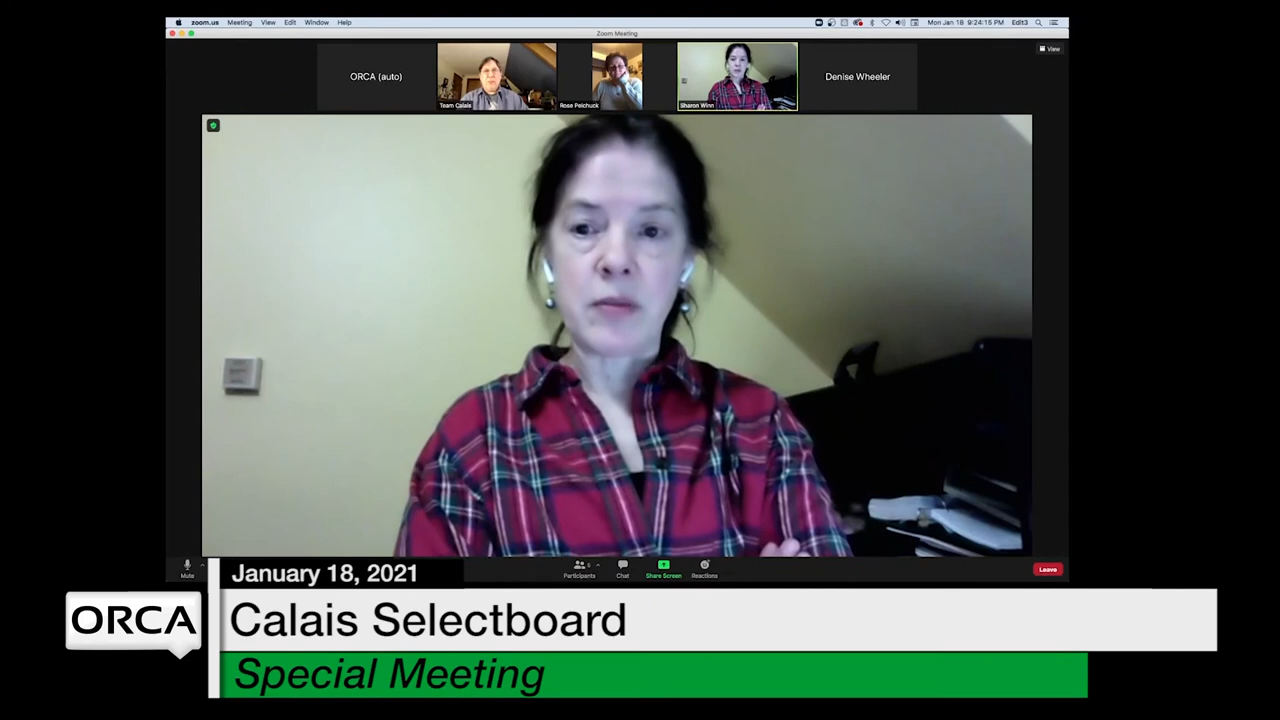 zoom.us Meeting View Edit Window Help Mon Jan 18 9:24:15 PM Edit3
Zoom Meeting
View
ORCA (auto)
Team Calais
Rose Pelchuck
Sharon Winn
Denise Wheeler
Mute
Participants
Chat
Share Screen
Reactions
Leave
January 18, 2021
ORCA
Calais Selectboard
Special Meeting